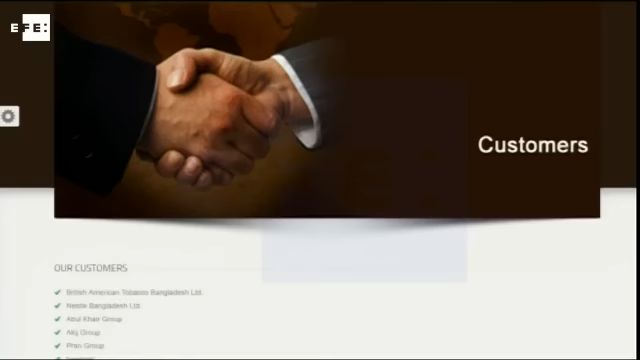 EFE:
Customers
OUR CUSTOMERS
British American Tobacco Bangladesh Ltd.
Nestle Bangladesh Ltd.
Abul Khair Group
Akij Group
Pran Group